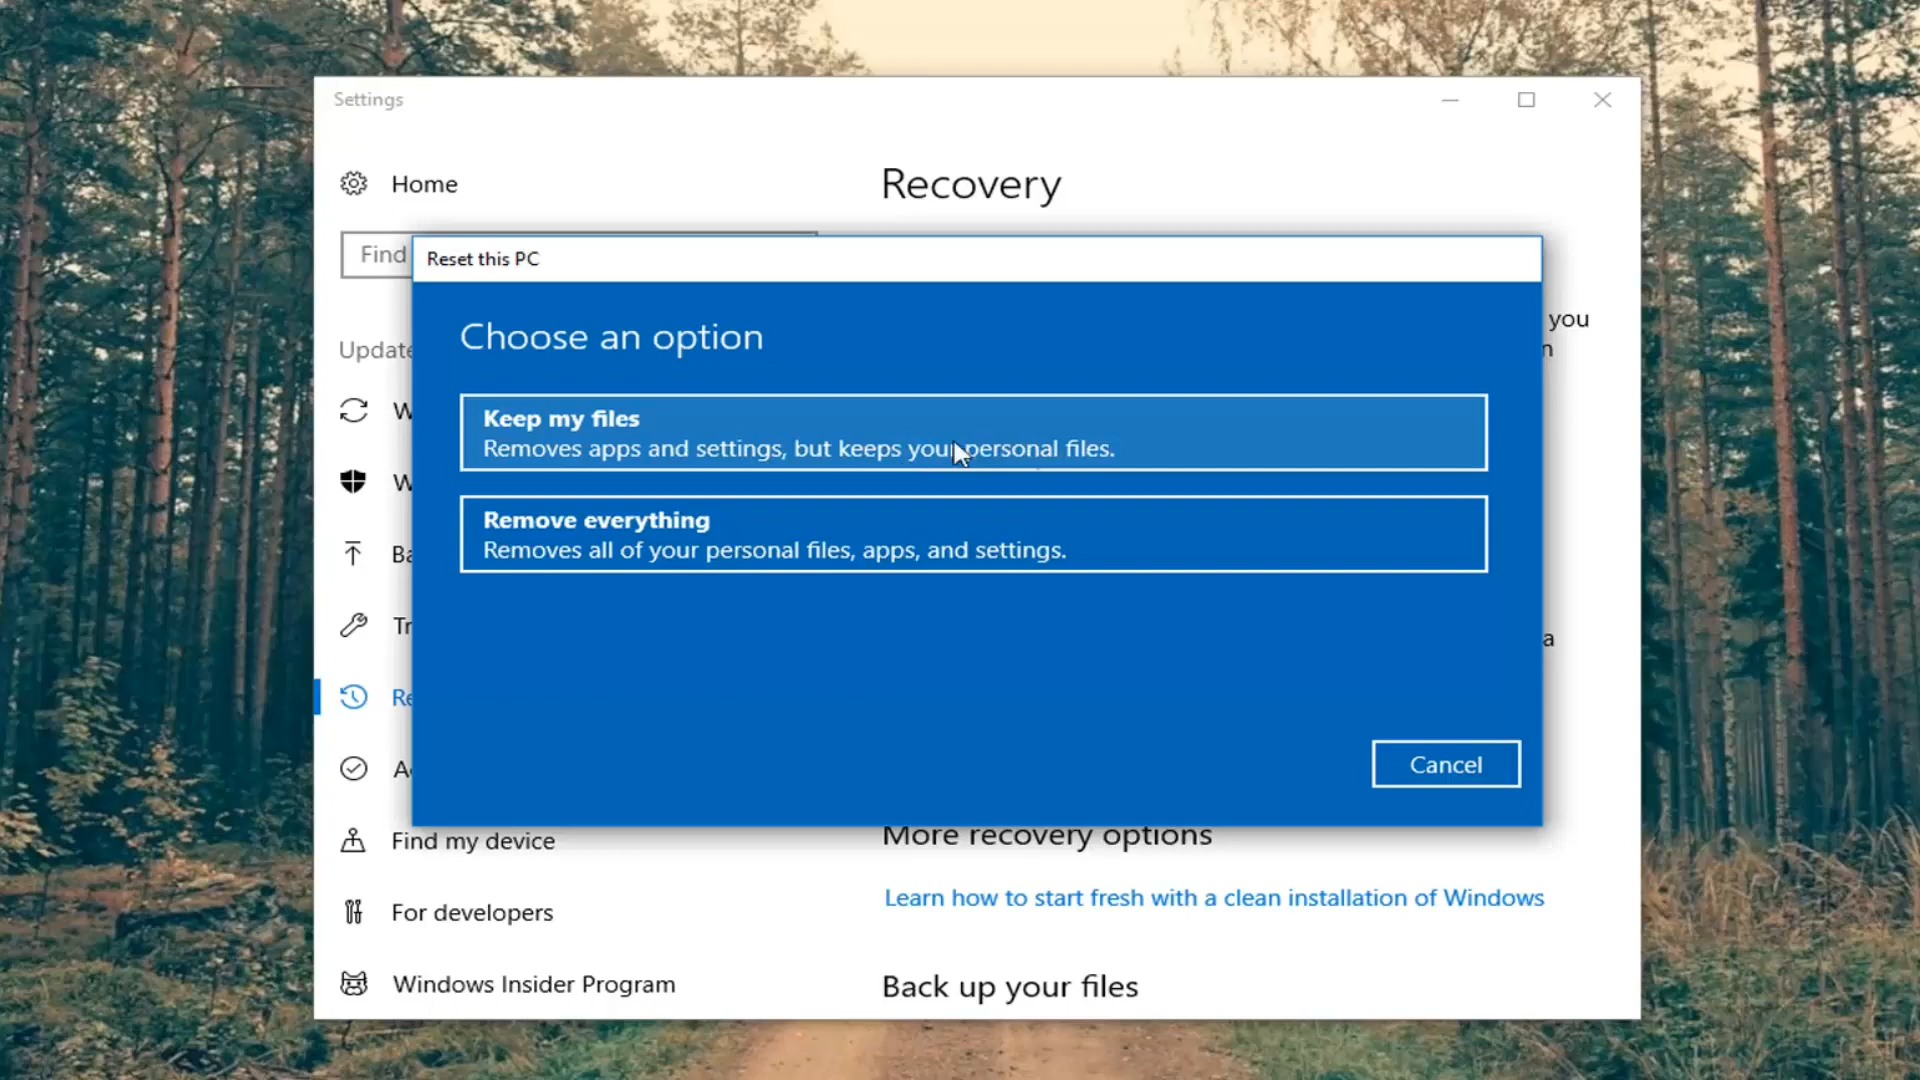 Settings
Home
Recovery
Find
Reset this PC
Choose an option
you
Update
Keep my files
Removes apps and settings, but keeps your personal files.
Remove everything
Removes all of your personal files, apps, and settings.
a
Cancel
Find my device
More recovery options
Learn how to start fresh with a clean installation of Windows
For developers
Windows Insider Program
Back up your files